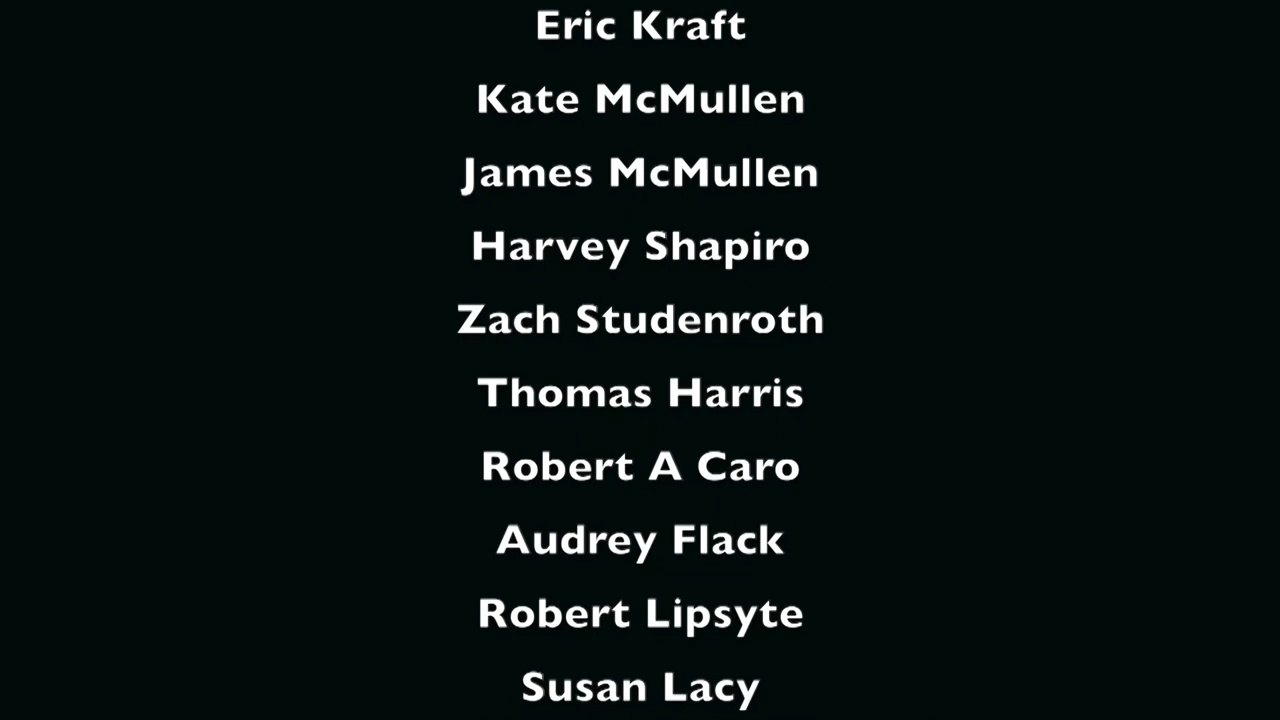 Eric Kraft
Kate McMullen
James McMullen
Harvey Shapiro
Zach Studenroth
Thomas Harris
Robert A Caro
Audrey Flack
Robert Lipsyte
Susan Lacy